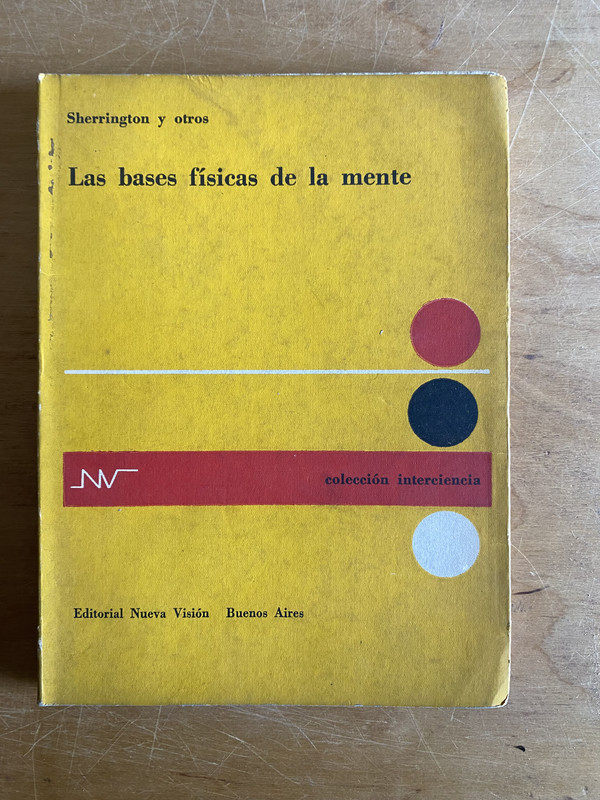 Sherrington y otros
Las bases físicas de la mente
NV
colección interciencia
Editorial Nueva Visión Buenos Aires